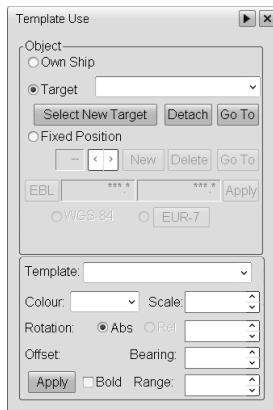 Template Use
Object
Own Ship
Target
Select New Target Detach Go To
Fixed Position
-- < > New Delete Go To
EBL ***.* ***.* Apply
WGS-84 EUR-7
Template:
Colour: Scale:
Rotation: Abs Rel
Offset: Bearing:
Apply Bold Range: